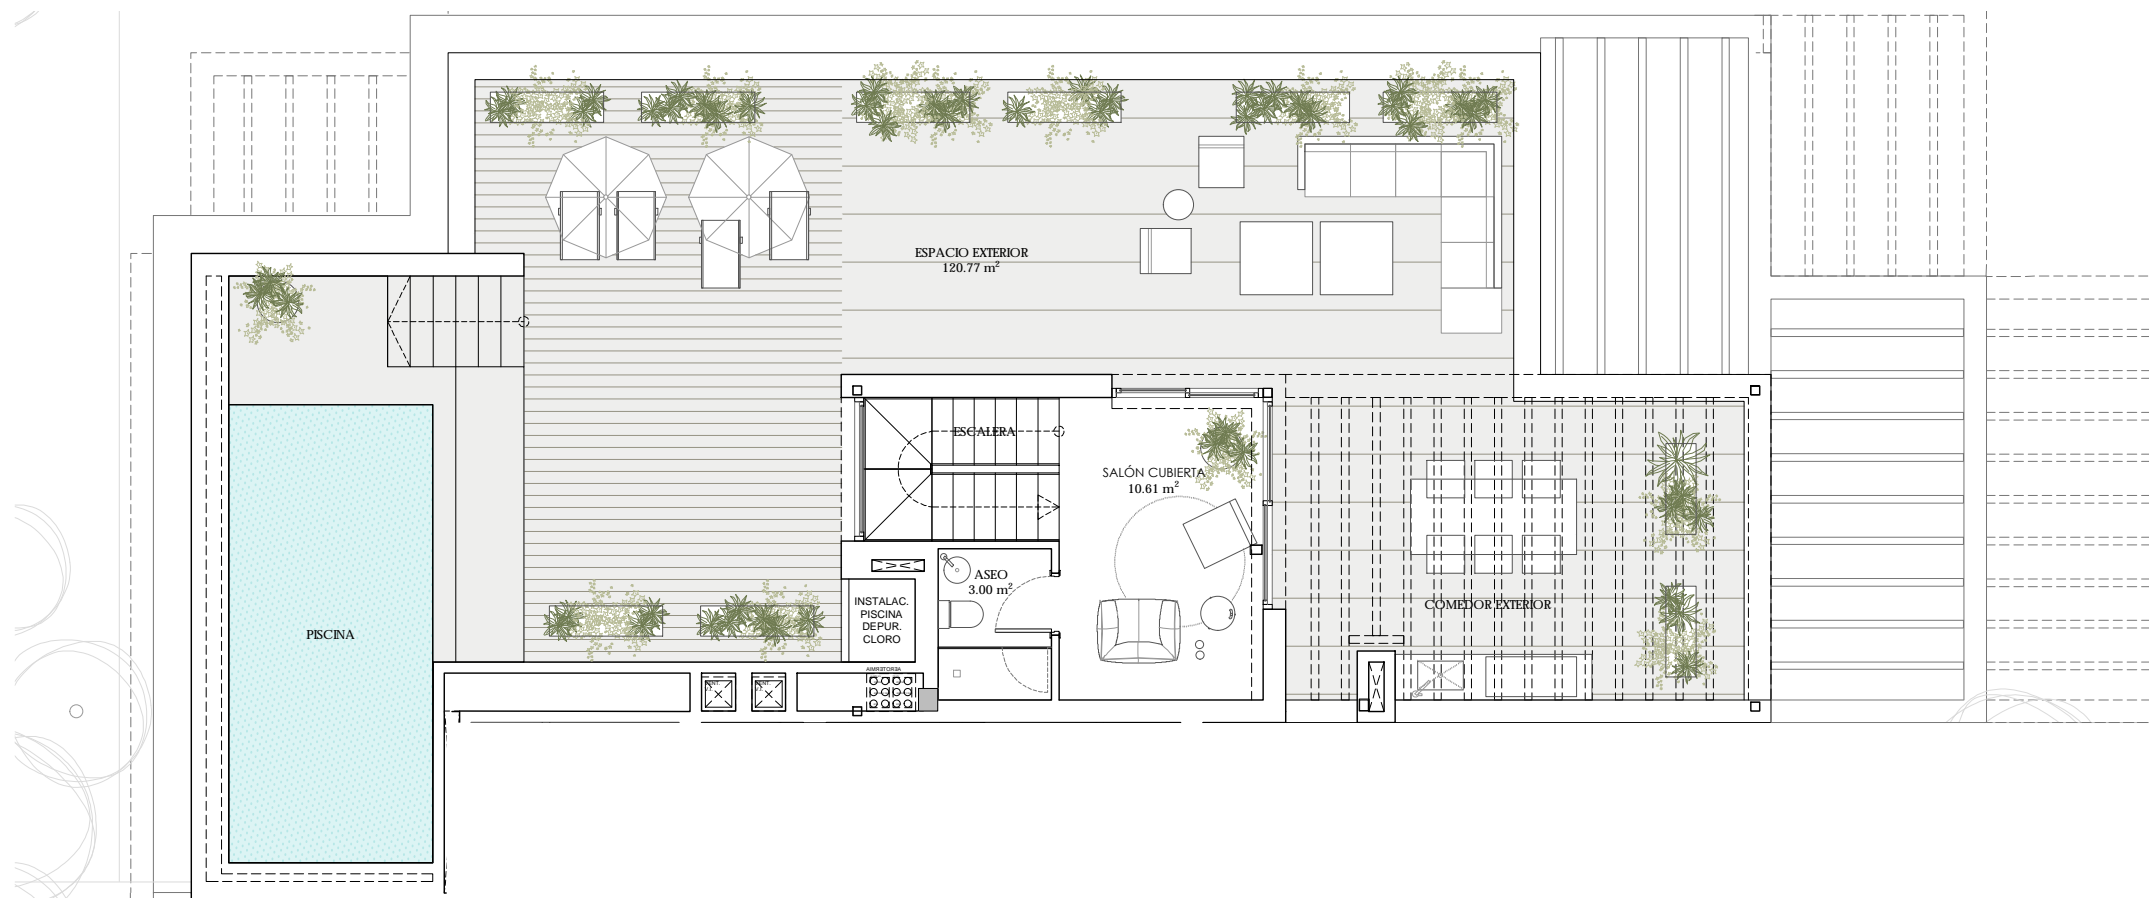 ESPACIO EXTERIOR
120.77 m²
ESCALERA
SALÓN CUBIERTA
10.61 m²
ASEO
3.00 m²
INSTALAC.
PISCINA
DEPUR.
CLORO
COMEDOR EXTERIOR
PISCINA
AEROTERMIA